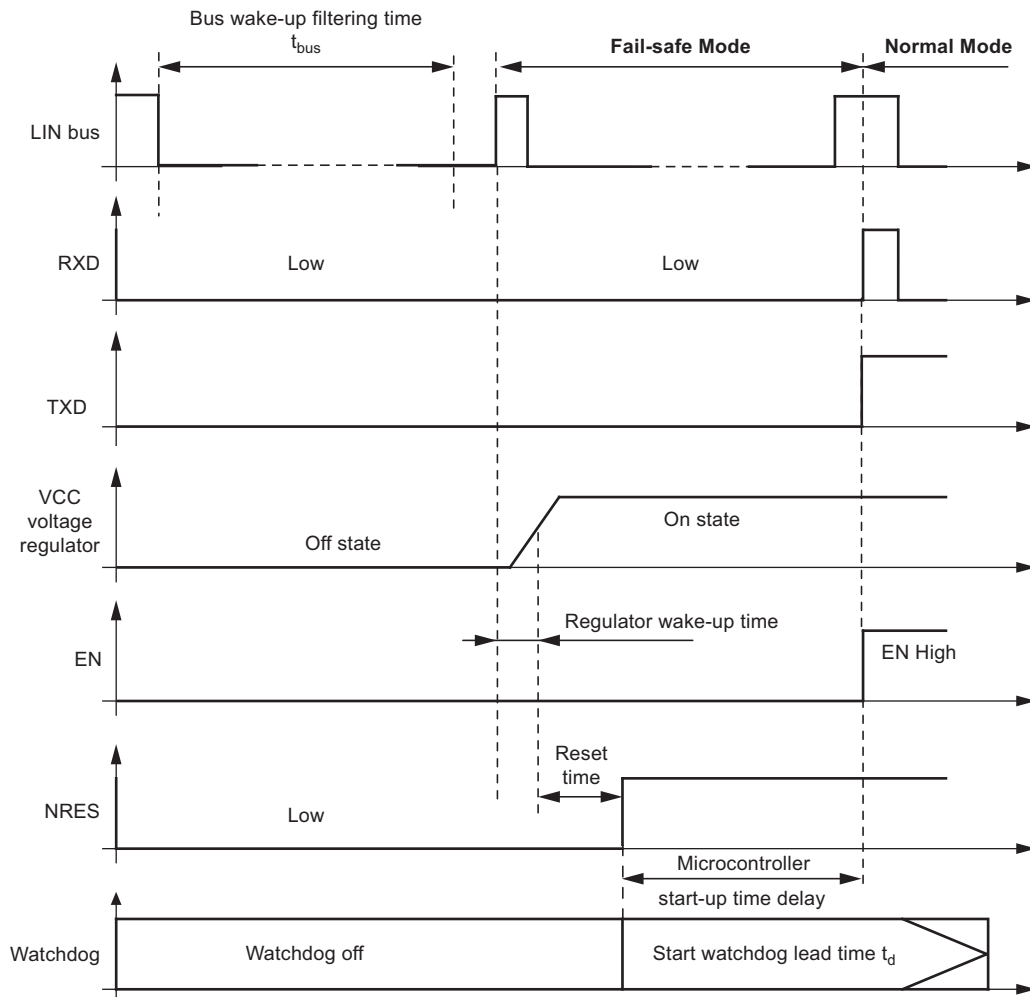 Bus wake-up filtering time
t_bus
Fail-safe Mode
Normal Mode
LIN bus
RXD
Low
Low
TXD
VCC
voltage
regulator
Off state
On state
Regulator wake-up time
EN
EN High
Reset
time
NRES
Low
Microcontroller
start-up time delay
Watchdog
Watchdog off
Start watchdog lead time t_d